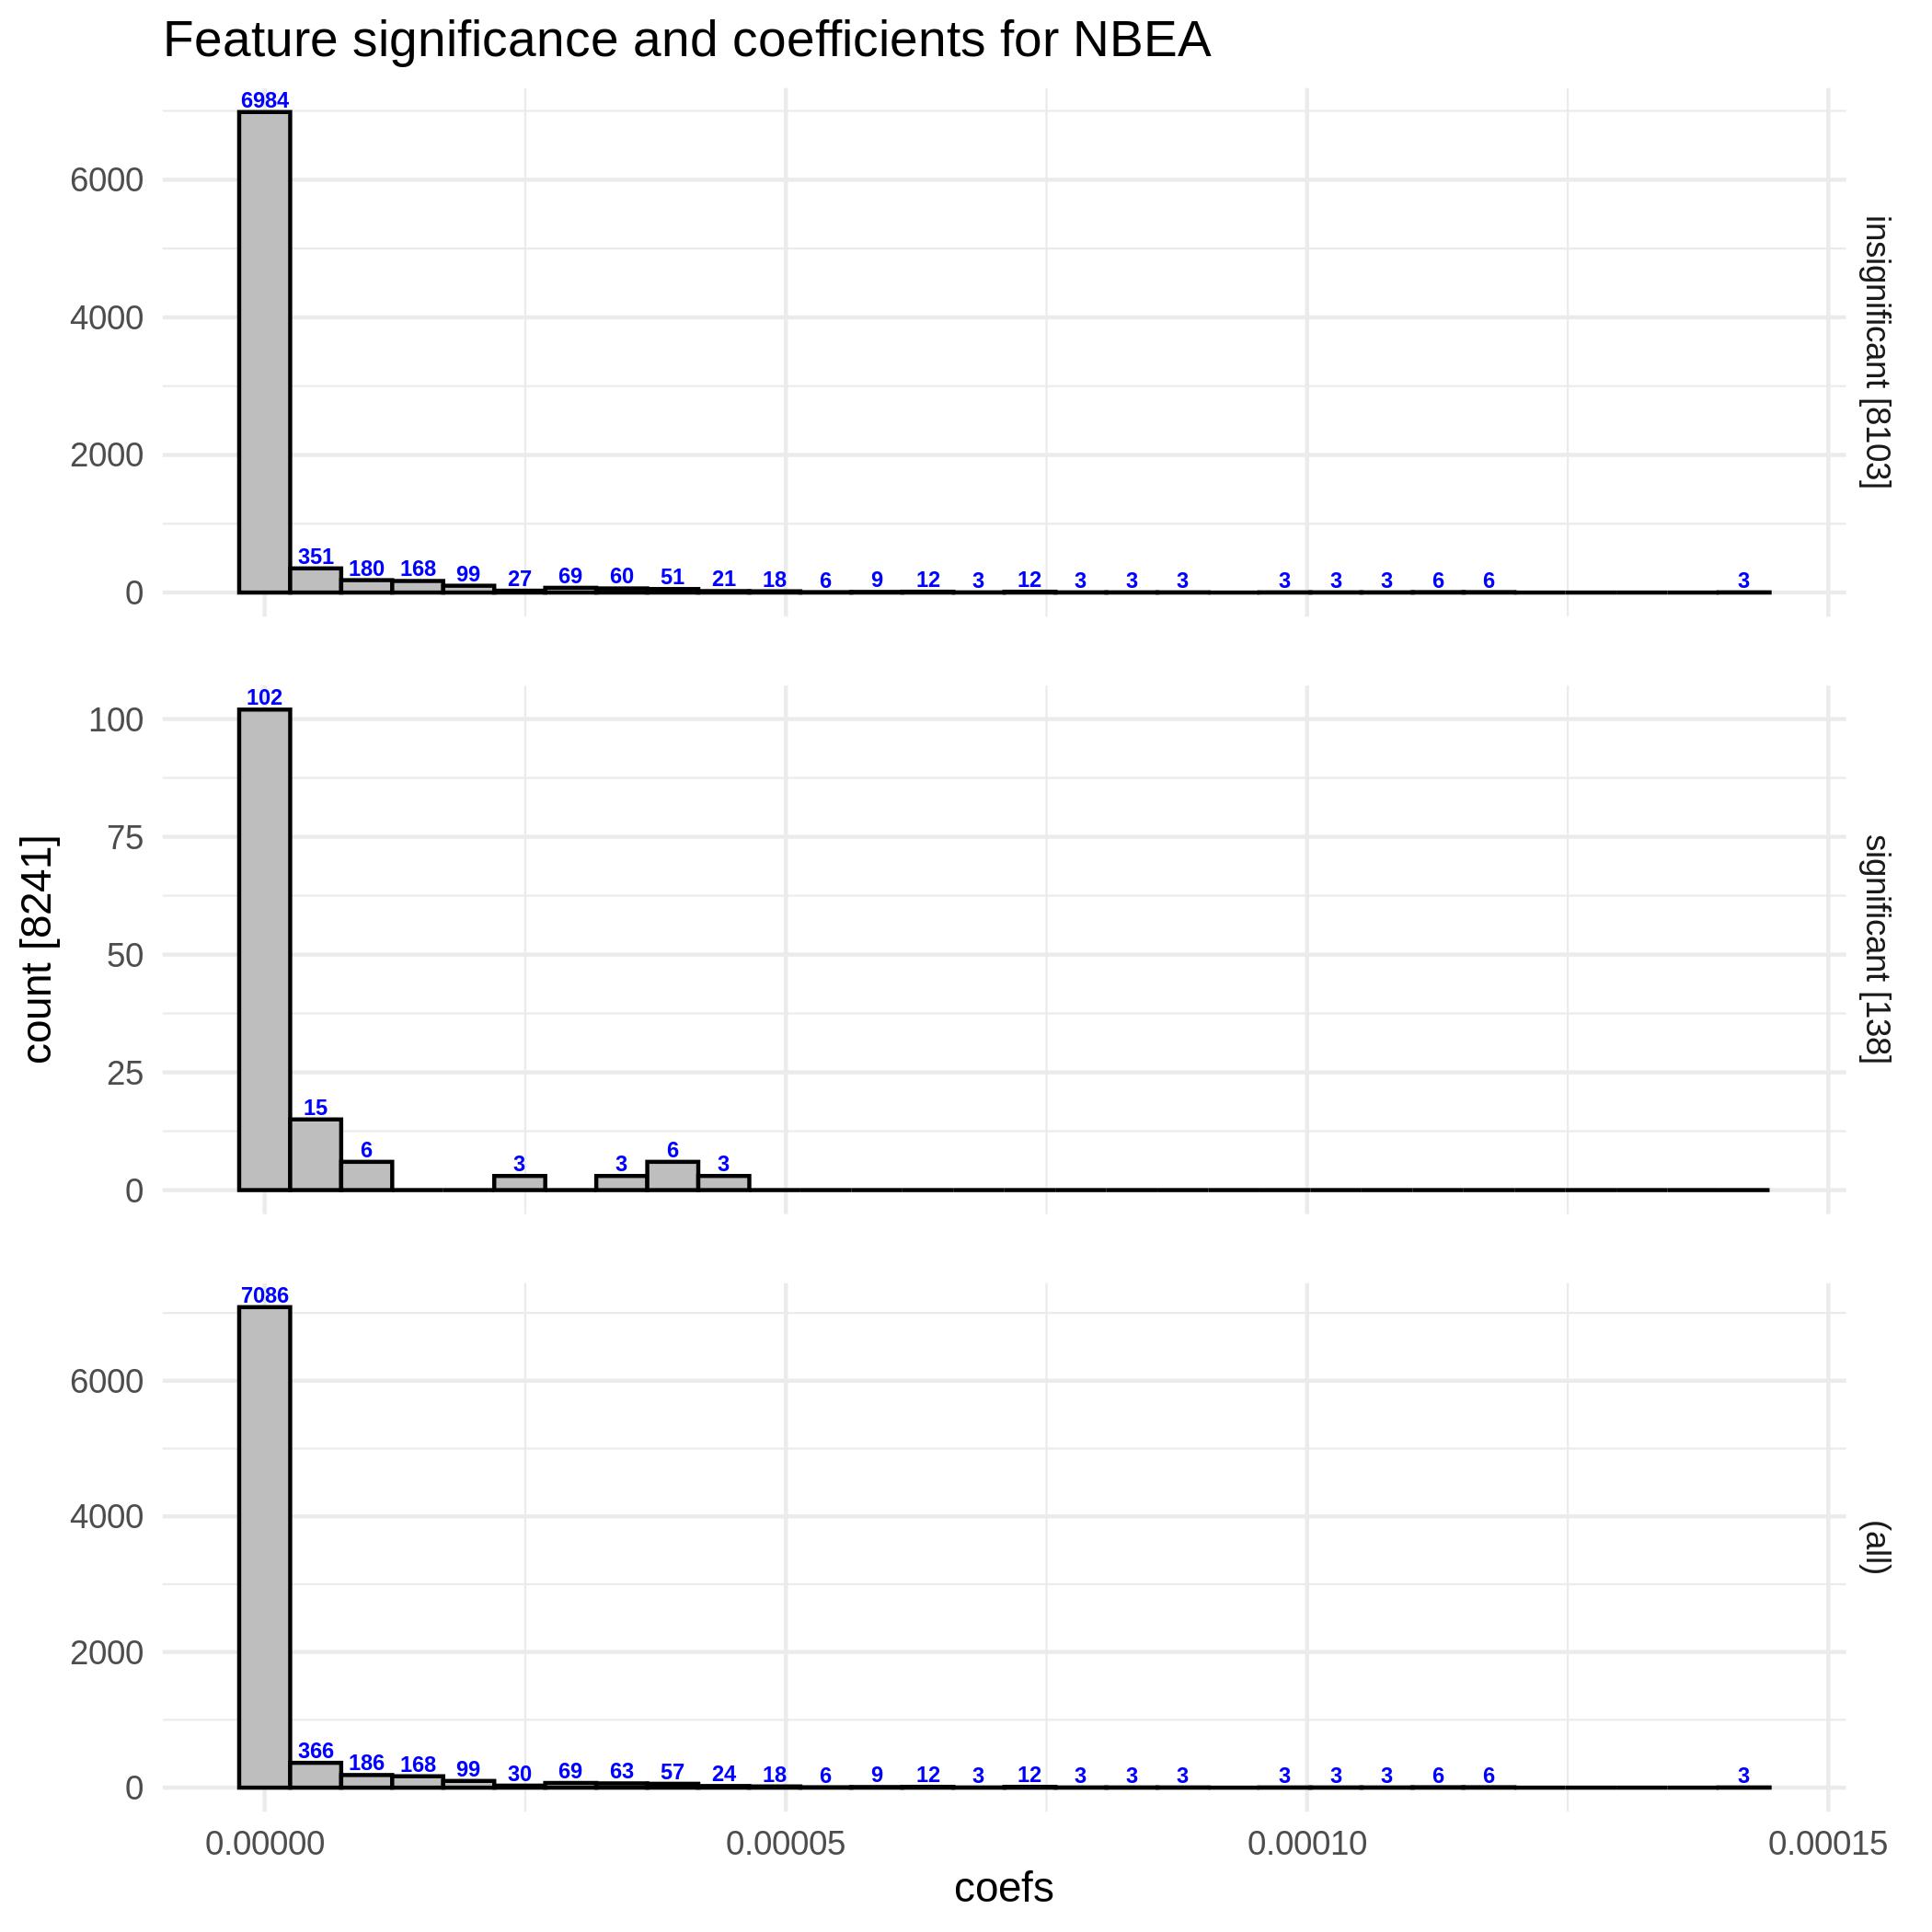 Feature significance and coefficients for NBEA
6984
6000
4000
2000
0
351 180 168 99 27 69 60 51 21 18 6 9 12 3 12 3 3 3 3 3 3 6 6 3
insignificant [8103]
102
100
75
50
25
0
15 6 3 3 6 3
significant [138]
count [8241]
7086
6000
4000
2000
0
366 186 168 99 30 69 63 57 24 18 6 9 12 3 12 3 3 3 3 3 3 6 6 3
(all)
0.00000 0.00005 0.00010 0.00015
coefs